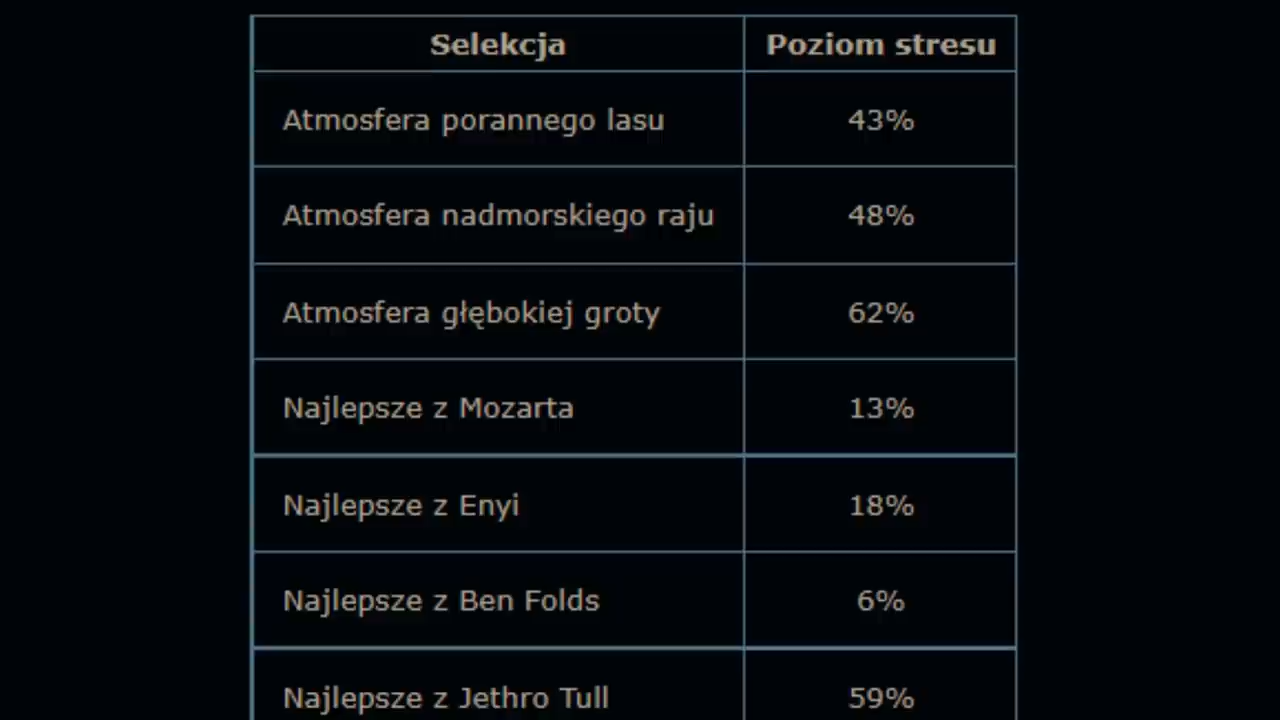 Selekcja Poziom stresu
Atmosfera porannego lasu 43%
Atmosfera nadmorskiego raju 48%
Atmosfera głębokiej groty 62%
Najlepsze z Mozarta 13%
Najlepsze z Enyi 18%
Najlepsze z Ben Folds 6%
Najlepsze z Jethro Tull 59%